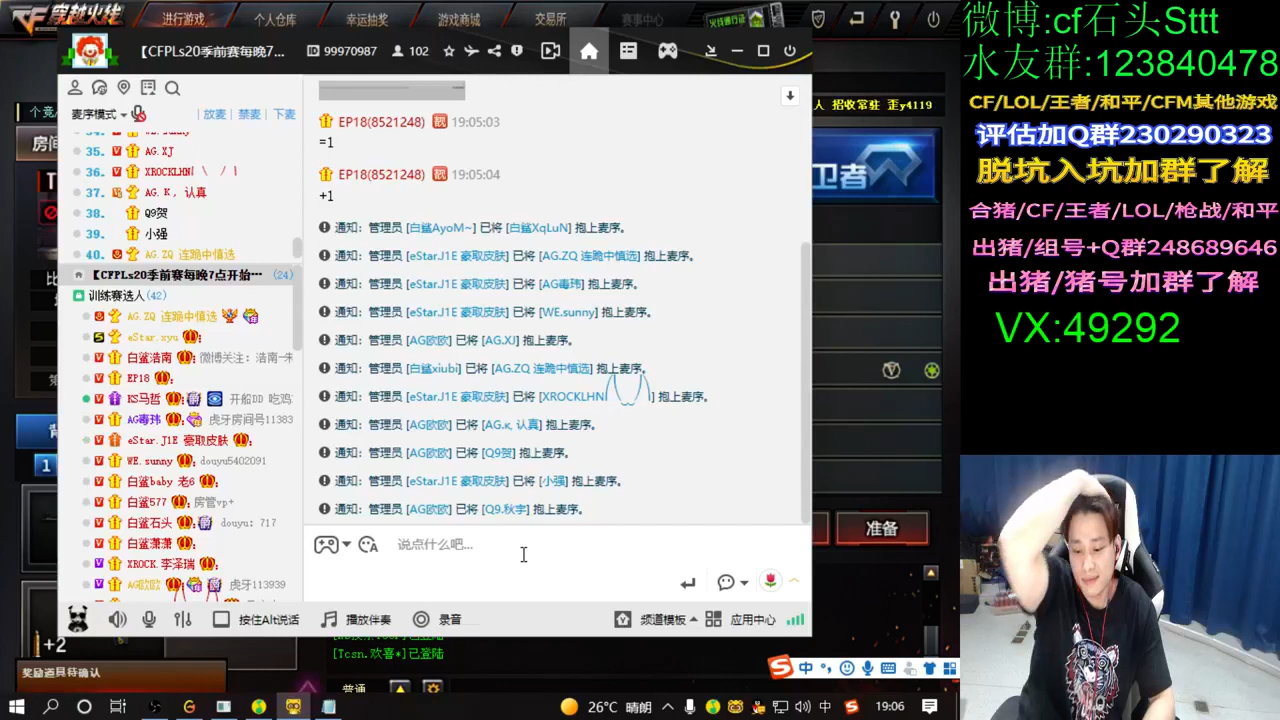 穿越火线
进行游戏
个人仓库
幸运抽奖
游戏商城
交易所
赛事中心
【CFPLs20季前赛每晚7...
ID 99970987
102
麦序模式
放麦
禁麦
下麦
35. AG.XJ
36. XROCKLHN
37. AG.K，认真
38. Q9贺
39. 小强
40. AG.ZQ 连跪中慎选
【CFPLs20季前赛每晚7点开始… (24)
训练赛选人 (42)
AG.ZQ 连跪中慎选
eStar.xyu
白鲨浩南 微博关注：浩南-
EP18
KS马哲 开船DD 吃鸡
AG毒玮 虎牙房间号11383
eStar.J1E 豪取皮肤
WE.sunny douyu5402091
白鲨baby 老6
白鲨577 房管vp+
白鲨石头 douyu: 717
白鲨潇潇
XROCK.李泽瑞
AG欧欧 虎牙113939
EP18(8521248) 19:05:03
=1
EP18(8521248) 19:05:04
+1
通知：管理员 [白鲨AyoM~] 已将 [白鲨XqLuN] 抱上麦序。
通知：管理员 [eStar.J1E 豪取皮肤] 已将 [AG.ZQ 连跪中慎选] 抱上麦序。
通知：管理员 [eStar.J1E 豪取皮肤] 已将 [AG毒玮] 抱上麦序。
通知：管理员 [eStar.J1E 豪取皮肤] 已将 [WE.sunny] 抱上麦序。
通知：管理员 [AG欧欧] 已将 [AG.XJ] 抱上麦序。
通知：管理员 [白鲨xiubi] 已将 [AG.ZQ 连跪中慎选] 抱上麦序。
通知：管理员 [eStar.J1E 豪取皮肤] 已将 [XROCKLHN ] 抱上麦序。
通知：管理员 [AG欧欧] 已将 [AG.κ, 认真] 抱上麦序。
通知：管理员 [AG欧欧] 已将 [Q9贺] 抱上麦序。
通知：管理员 [eStar.J1E 豪取皮肤] 已将 [小强] 抱上麦序。
通知：管理员 [AG欧欧] 已将 [Q9.秋宇] 抱上麦序。
说点什么吧...
按住Alt说话
播放伴奏
录音
频道模板
应用中心
人 招收常驻 歪y4119
卫者
准备
+2
奖励道具待确认
[Tcsn.欢喜*]已登陆
普通
中
26°C 晴朗
中
19:06
微博:cf石头Sttt
水友群:123840478
CF/LOL/王者/和平/CFM其他游戏
评估加Q群230290323
脱坑入坑加群了解
合猪/CF/王者/LOL/枪战/和平
出猪/组号+Q群248689646
出猪/猪号加群了解
VX:49292